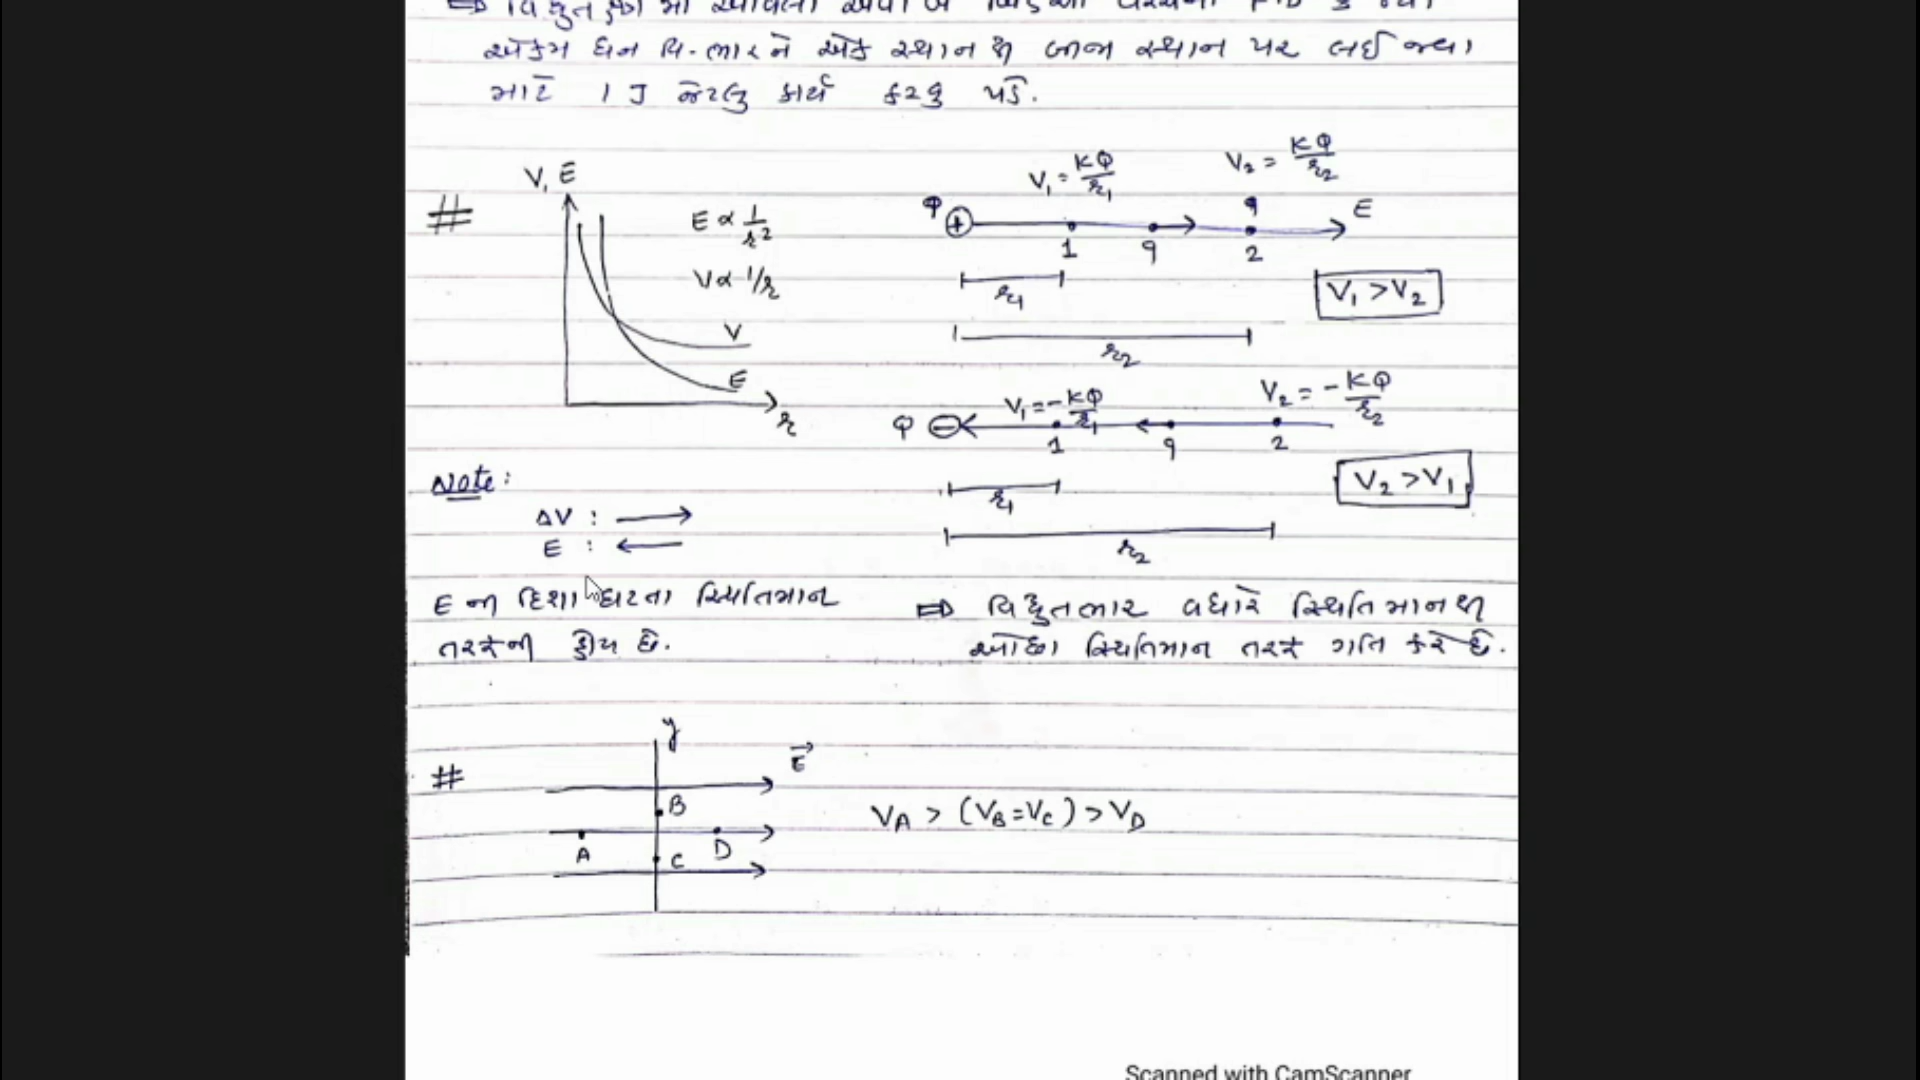 એકમ ધન વિ.ભારને એક સ્થાનથી બીજા સ્થાન પર લઈ જવા
માટે 1 J જેટલુ કાર્ય કરવુ પડે.
#
V, E
E ∝ 1/r²
V ∝ 1/r
V
E
r
V₁ = KQ/r₁
V₂ = KQ/r₂
Q ⊕ 1 q 2 q E
r₁
r₂
V₁ > V₂
V₁ = -KQ/r₁
V₂ = -KQ/r₂
Q ⊖ 1 q 2
r₁
r₂
V₂ > V₁
Note :
ΔV : →
E : ←
E ની દિશા ઘટતા સ્થિતિમાન
તરફની હોય છે.
⇒ વિદ્યુતભાર વધારે સ્થિતિમાનથી
ઓછા સ્થિતિમાન તરફ ગતિ કરે છે.
#
y
E⃗
B
A
C
D
V_A > (V_B = V_C) > V_D
Scanned with CamScanner